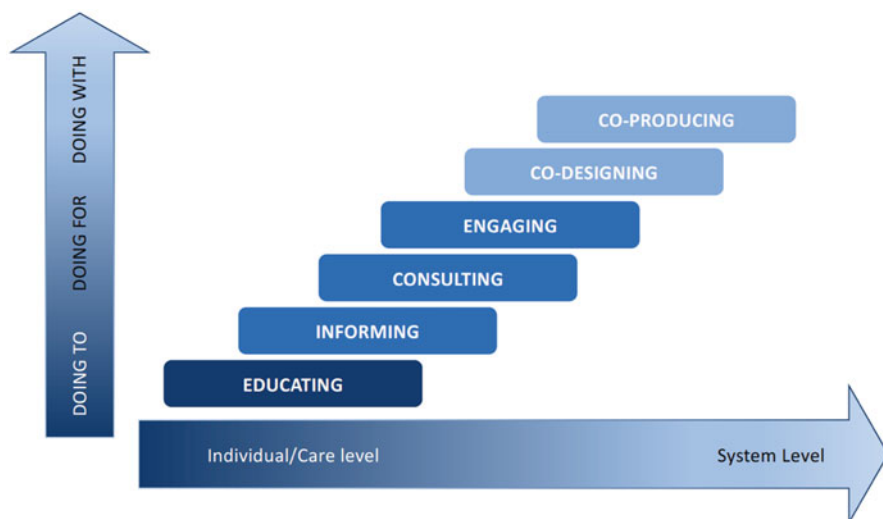 DOING WITH
DOING FOR
DOING TO
CO-PRODUCING
CO-DESIGNING
ENGAGING
CONSULTING
INFORMING
EDUCATING
Individual/Care level
System Level